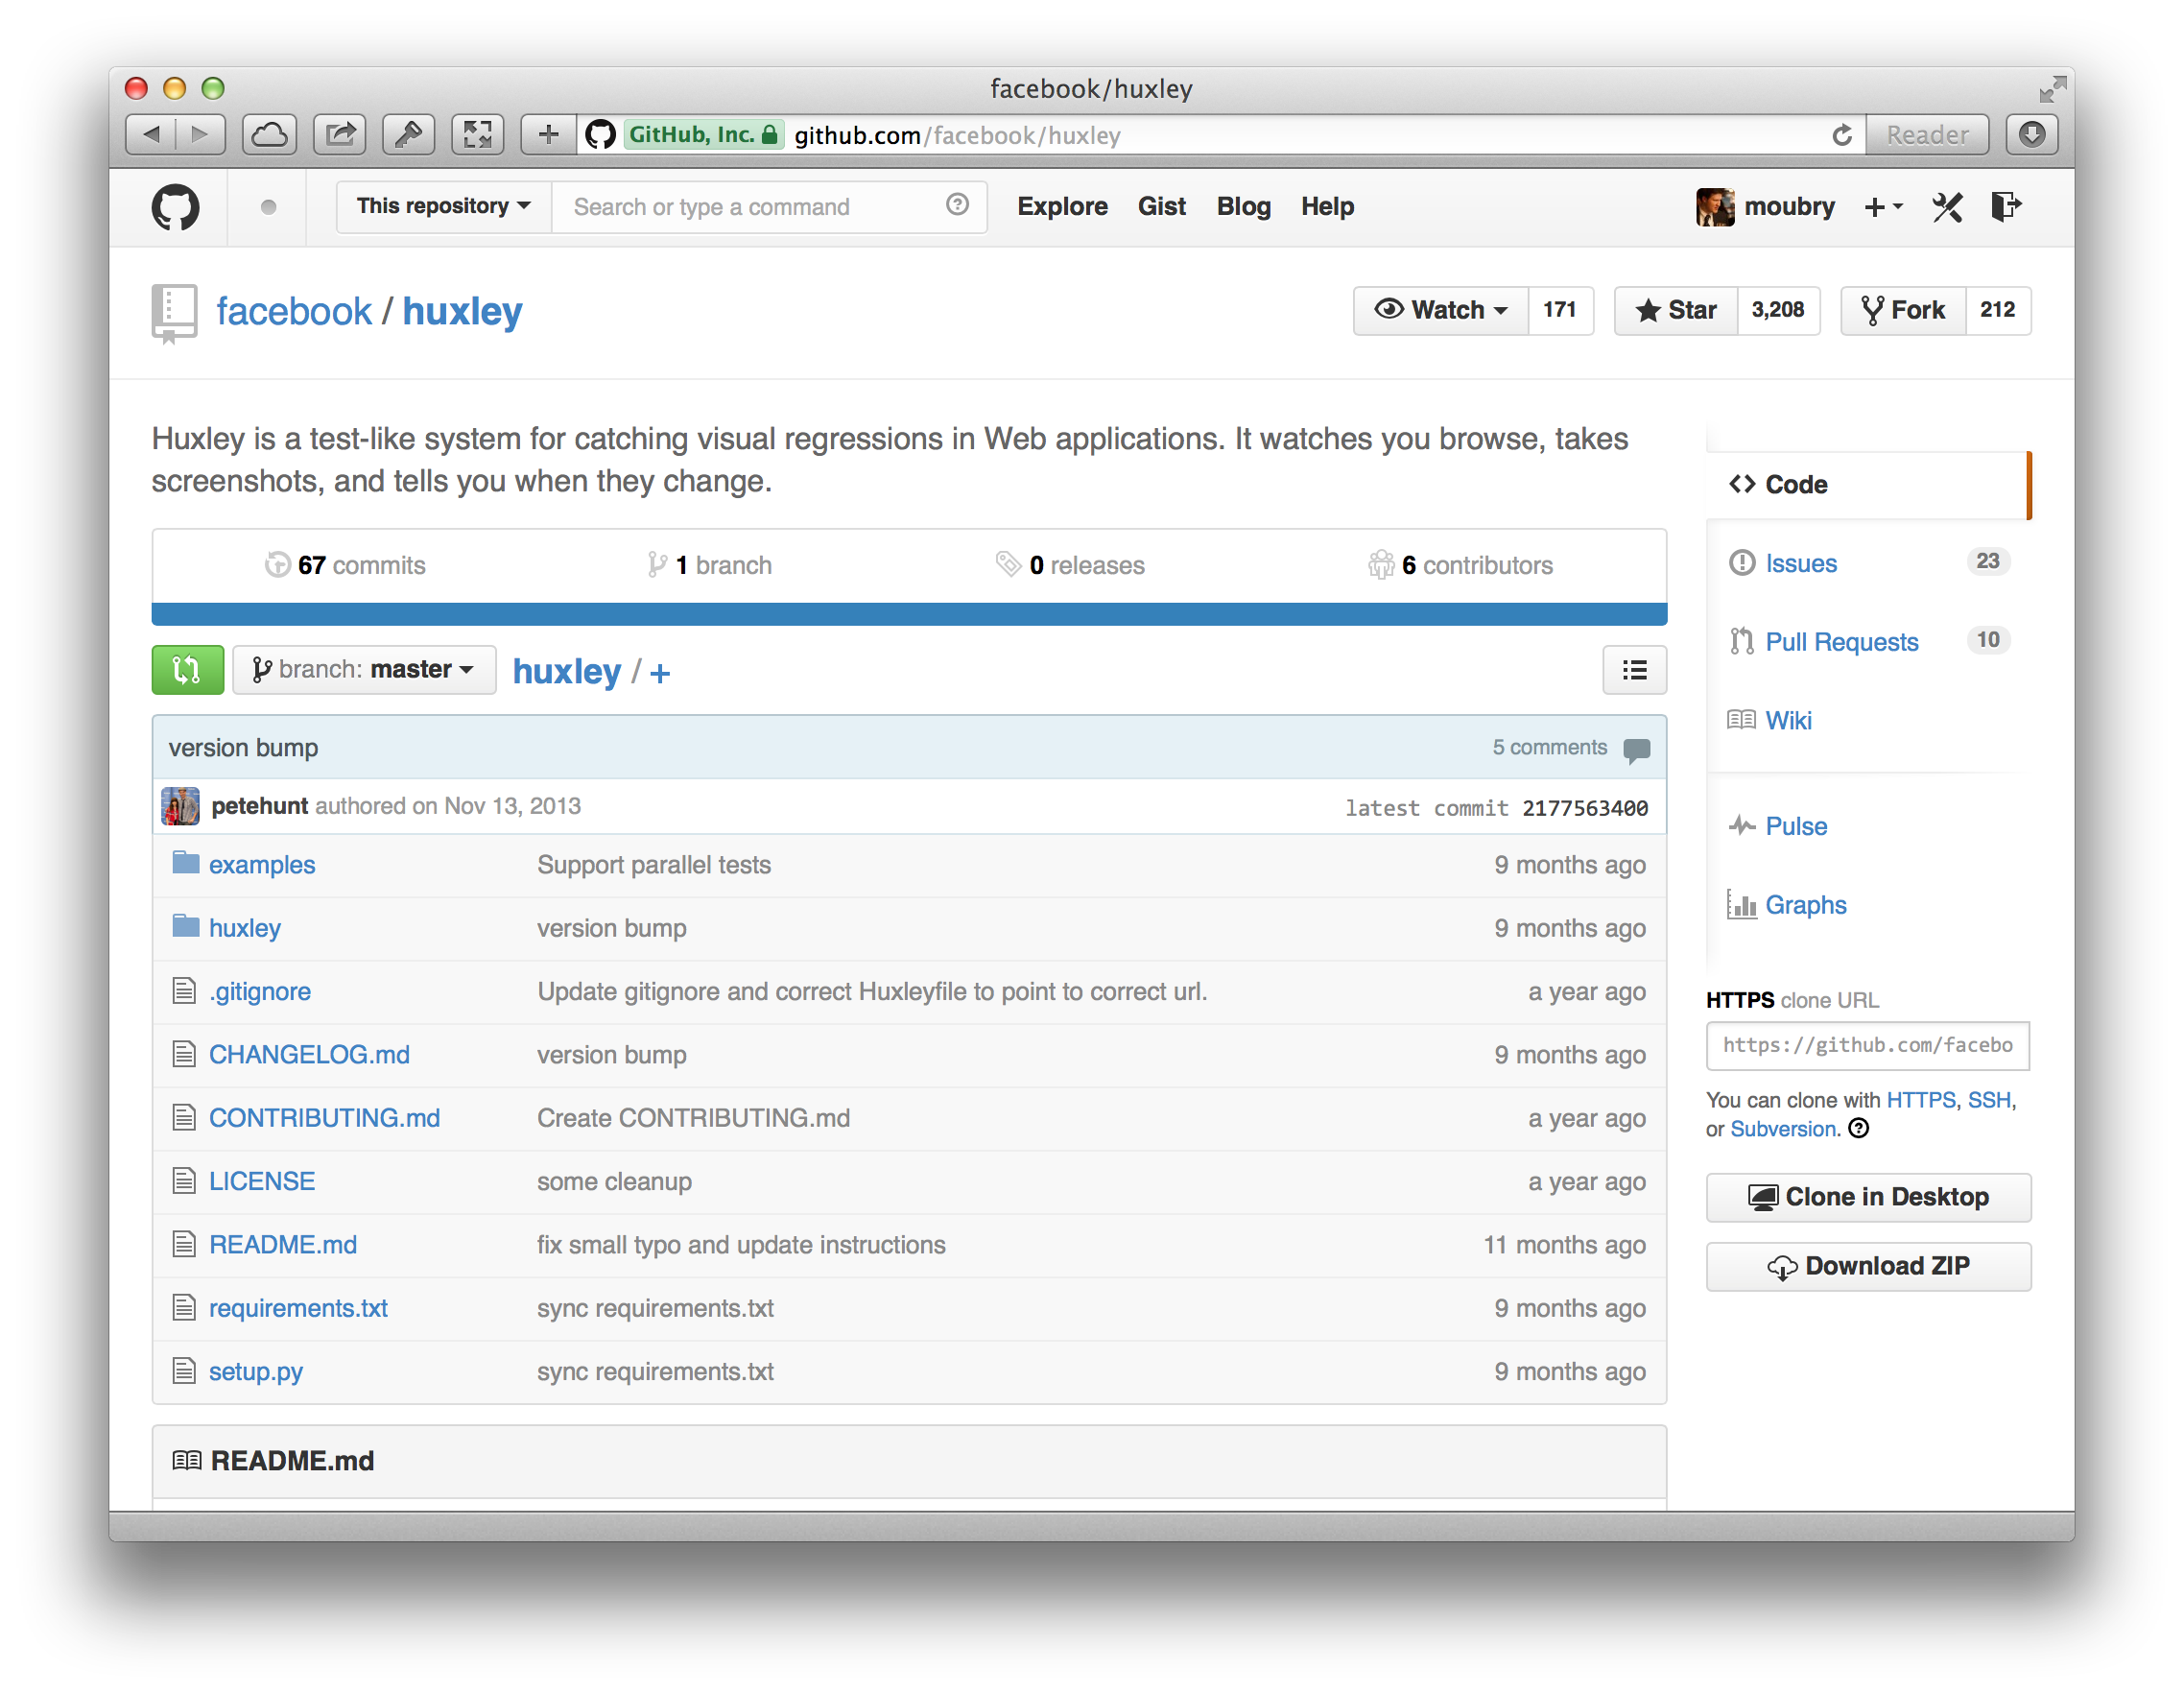 facebook/huxley
GitHub, Inc. github.com/facebook/huxley Reader
This repository Search or type a command Explore Gist Blog Help moubry
facebook / huxley Watch 171 Star 3,208 Fork 212
Huxley is a test-like system for catching visual regressions in Web applications. It watches you browse, takes
screenshots, and tells you when they change.
67 commits 1 branch 0 releases 6 contributors
branch: master huxley / +
version bump 5 comments
petehunt authored on Nov 13, 2013 latest commit 2177563400
examples Support parallel tests 9 months ago
huxley version bump 9 months ago
.gitignore Update gitignore and correct Huxleyfile to point to correct url. a year ago
CHANGELOG.md version bump 9 months ago
CONTRIBUTING.md Create CONTRIBUTING.md a year ago
LICENSE some cleanup a year ago
README.md fix small typo and update instructions 11 months ago
requirements.txt sync requirements.txt 9 months ago
setup.py sync requirements.txt 9 months ago
README.md
Code
Issues 23
Pull Requests 10
Wiki
Pulse
Graphs
HTTPS clone URL
https://github.com/facebo
You can clone with HTTPS, SSH,
or Subversion.
Clone in Desktop
Download ZIP